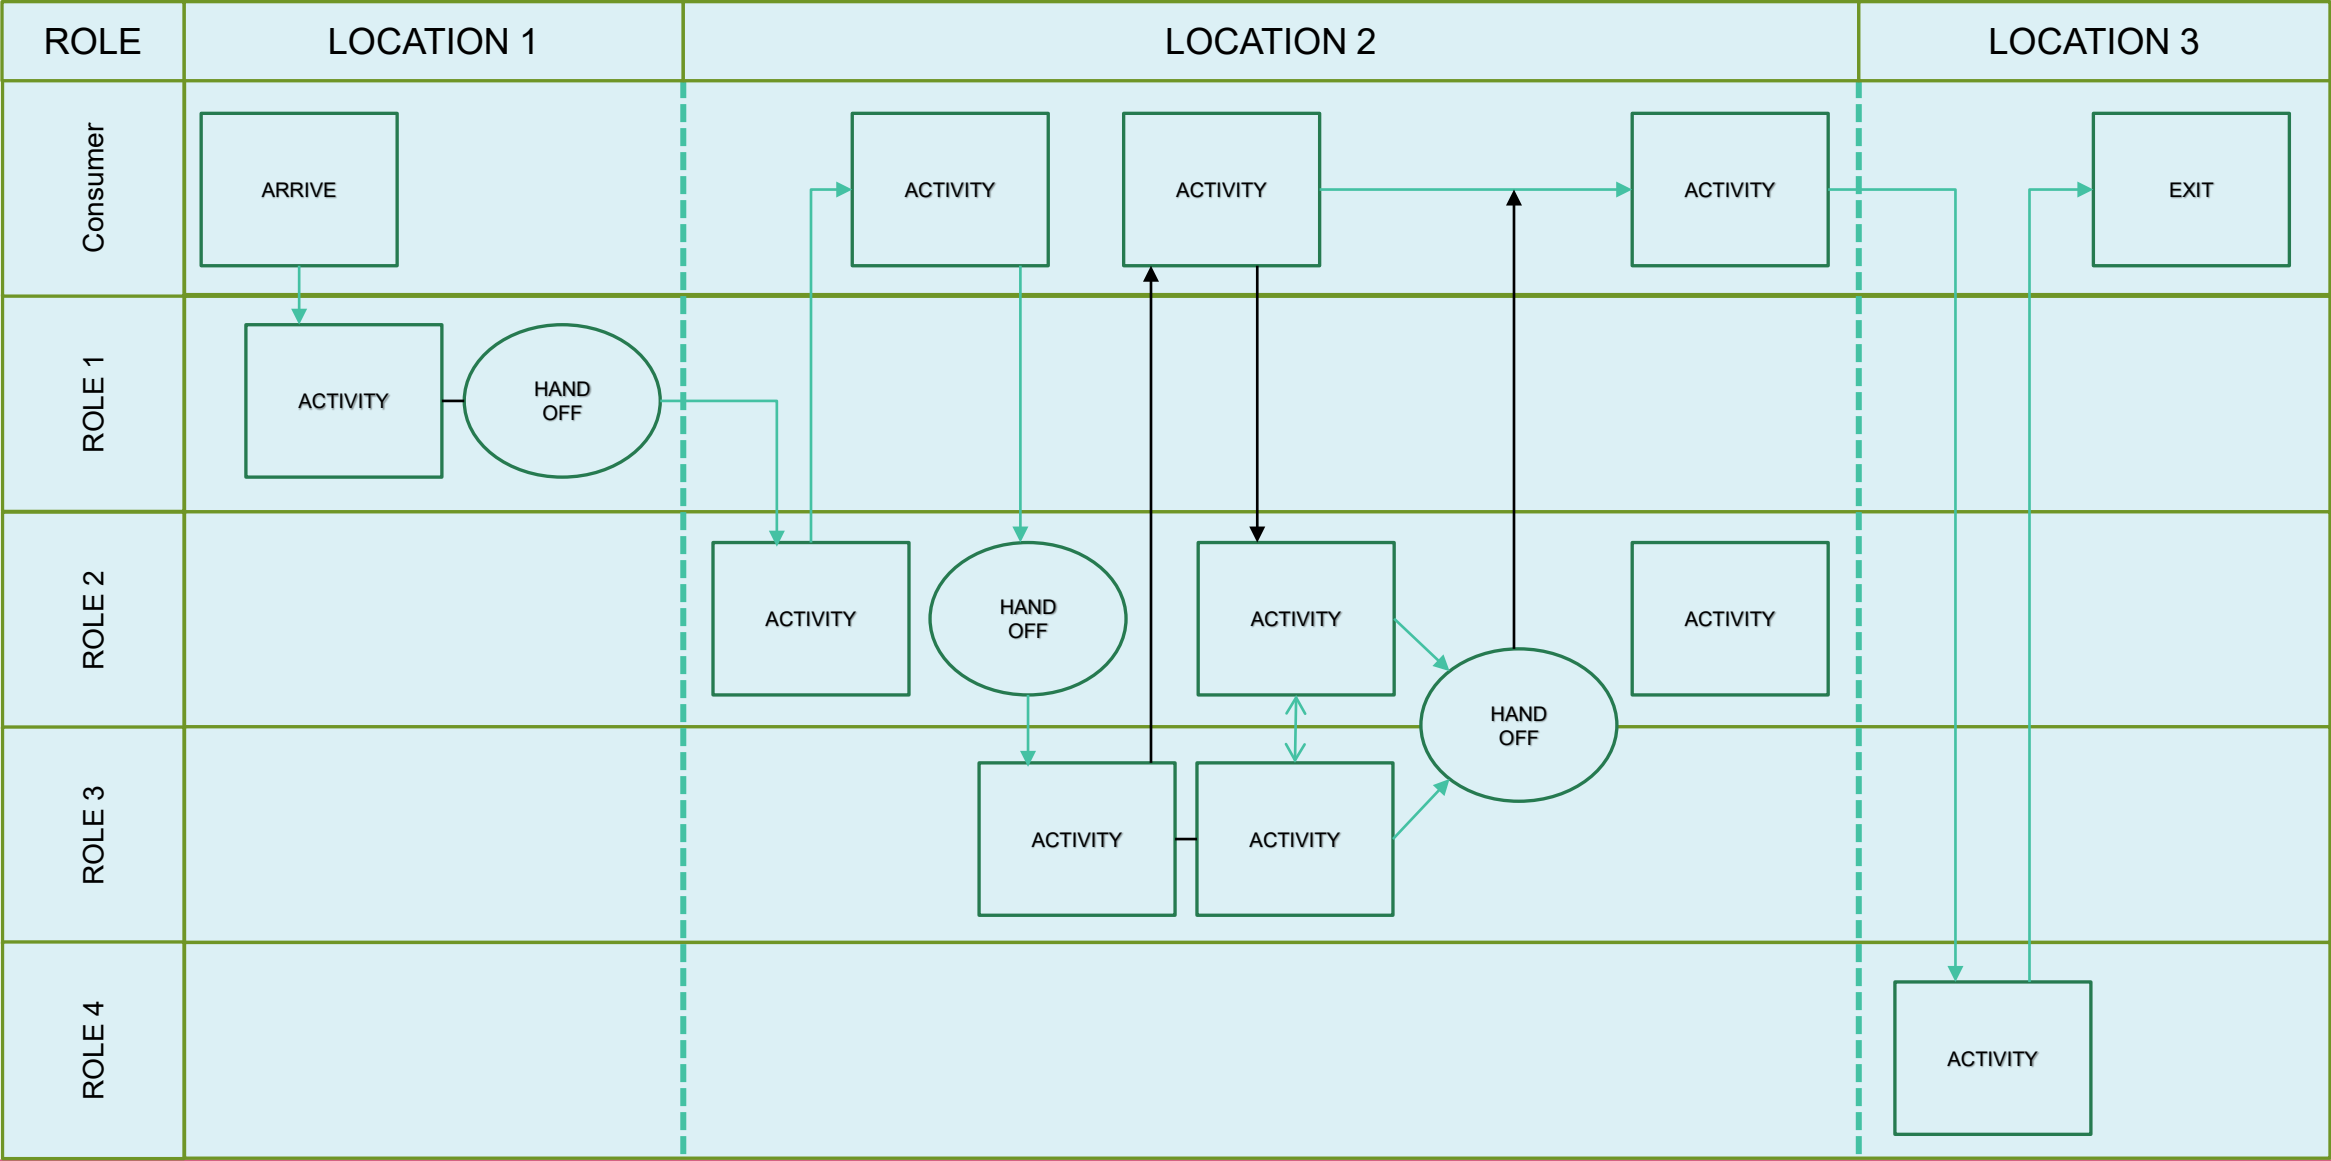 ROLE
LOCATION 1
LOCATION 2
LOCATION 3
Consumer
ARRIVE
ACTIVITY
ACTIVITY
ACTIVITY
EXIT
ROLE 1
ACTIVITY
HAND
OFF
ROLE 2
ACTIVITY
HAND
OFF
ACTIVITY
ACTIVITY
HAND
OFF
ROLE 3
ACTIVITY
ACTIVITY
ROLE 4
ACTIVITY